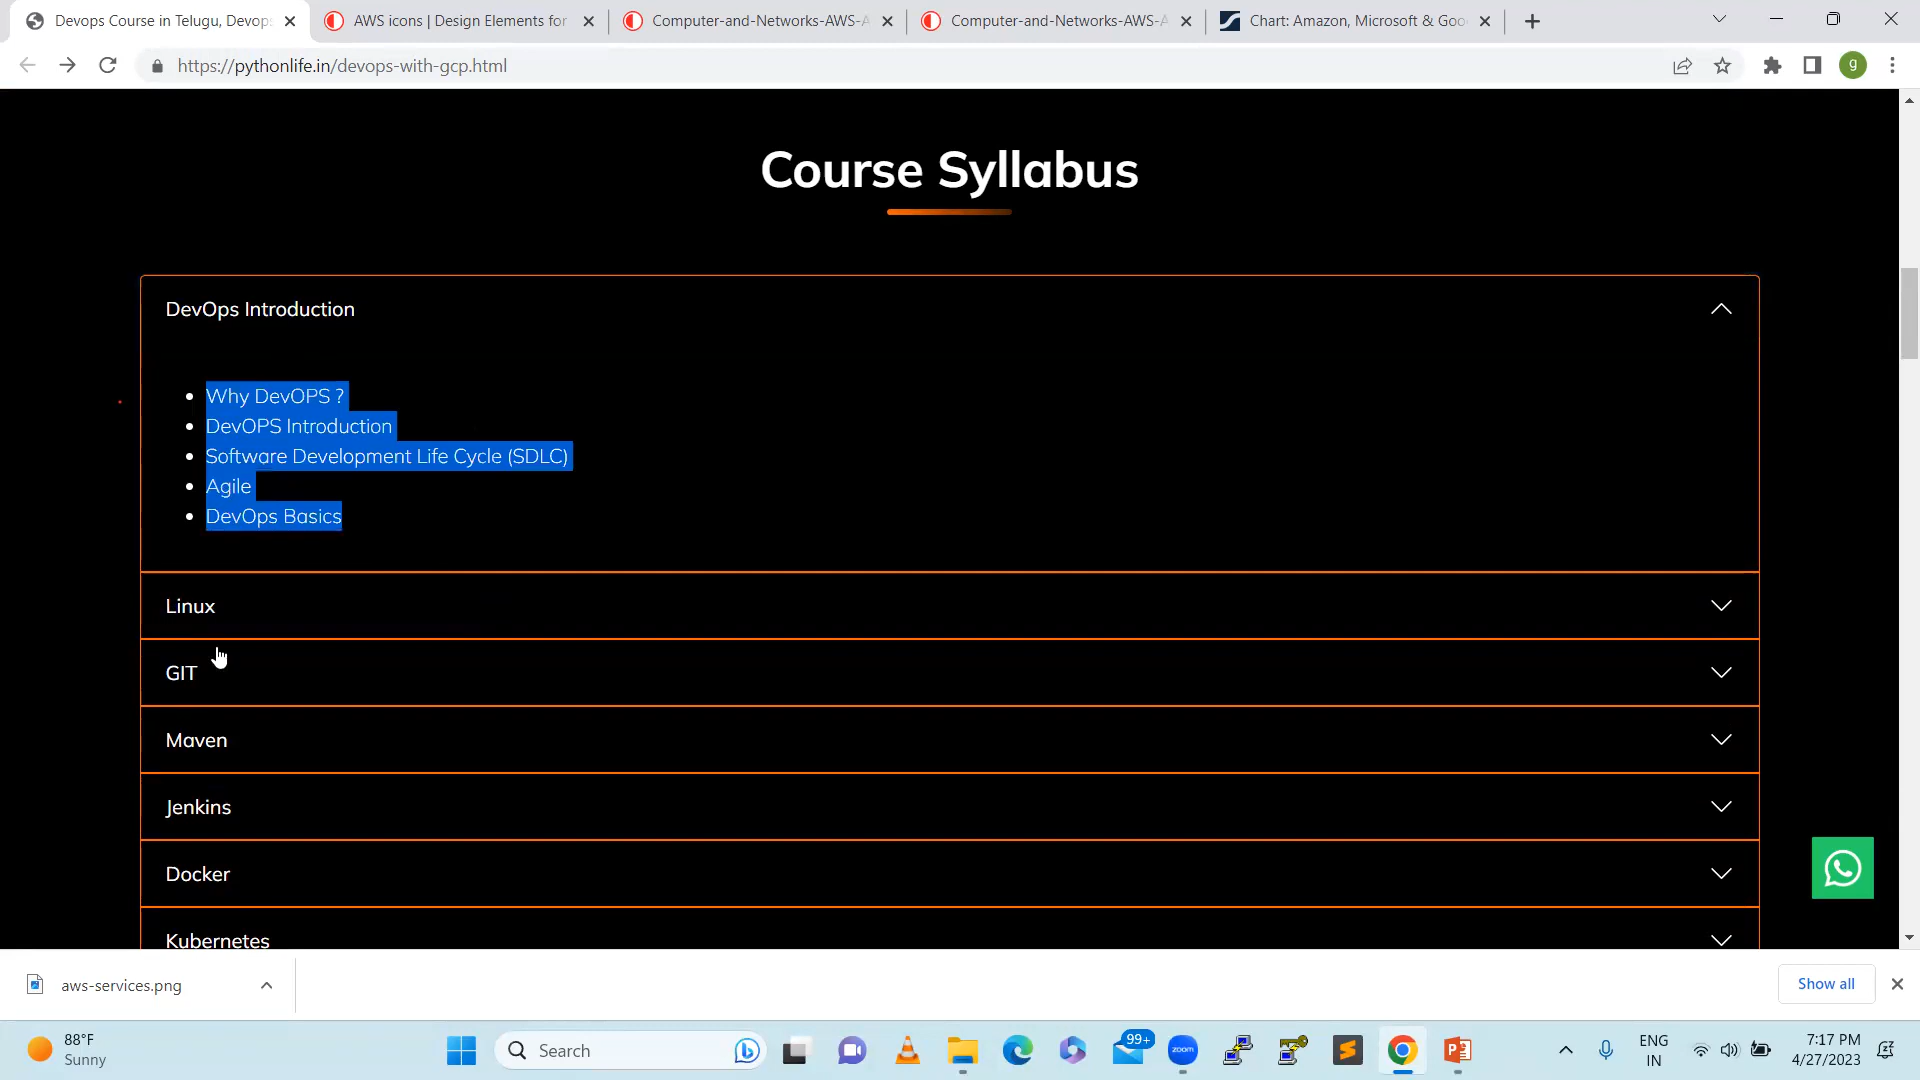 Devops Course in Telugu, Devops
AWS icons | Design Elements for
Computer-and-Networks-AWS-A
Computer-and-Networks-AWS-A
Chart: Amazon, Microsoft & Goo
https://pythonlife.in/devops-with-gcp.html
g
Course Syllabus
DevOps Introduction
Why DevOPS ?
DevOPS Introduction
Software Development Life Cycle (SDLC)
Agile
DevOps Basics
Linux
GIT
Maven
Jenkins
Docker
Kubernetes
aws-services.png
Show all
88°F
Sunny
Search
99+
zoom
ENG
IN
7:17 PM
4/27/2023